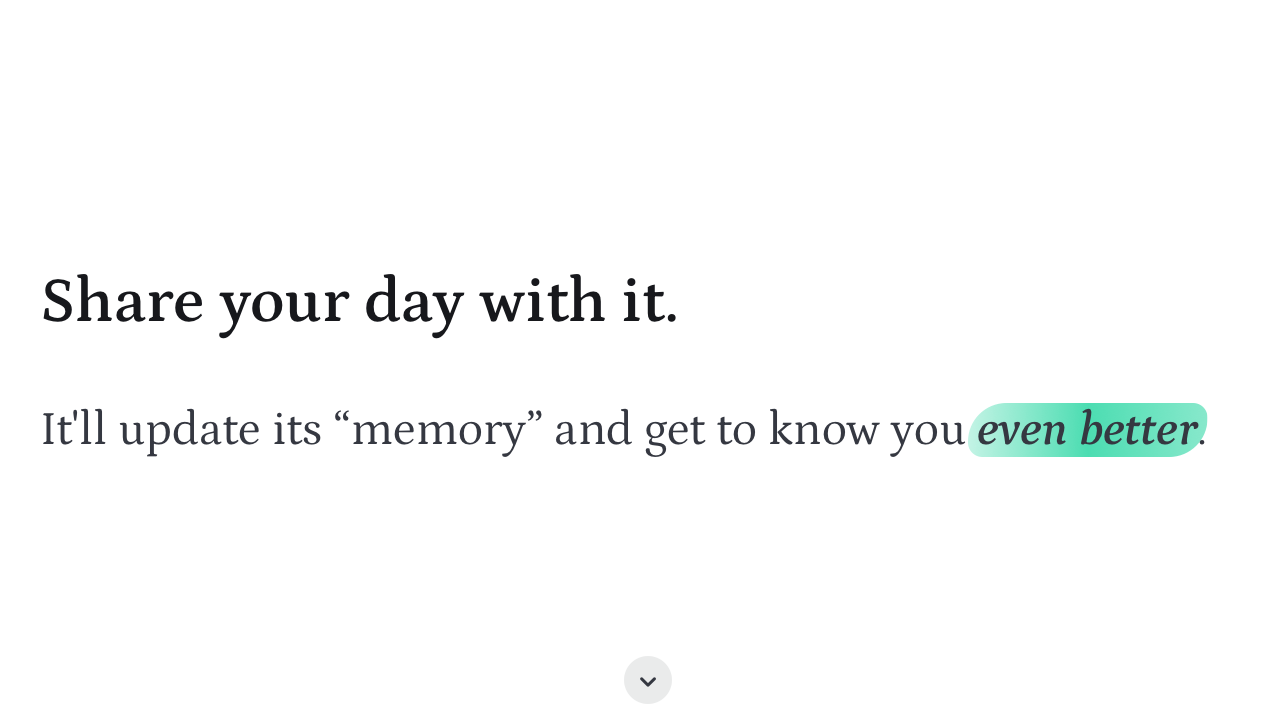 Share your day with it.
It'll update its “memory” and get to know you even better.